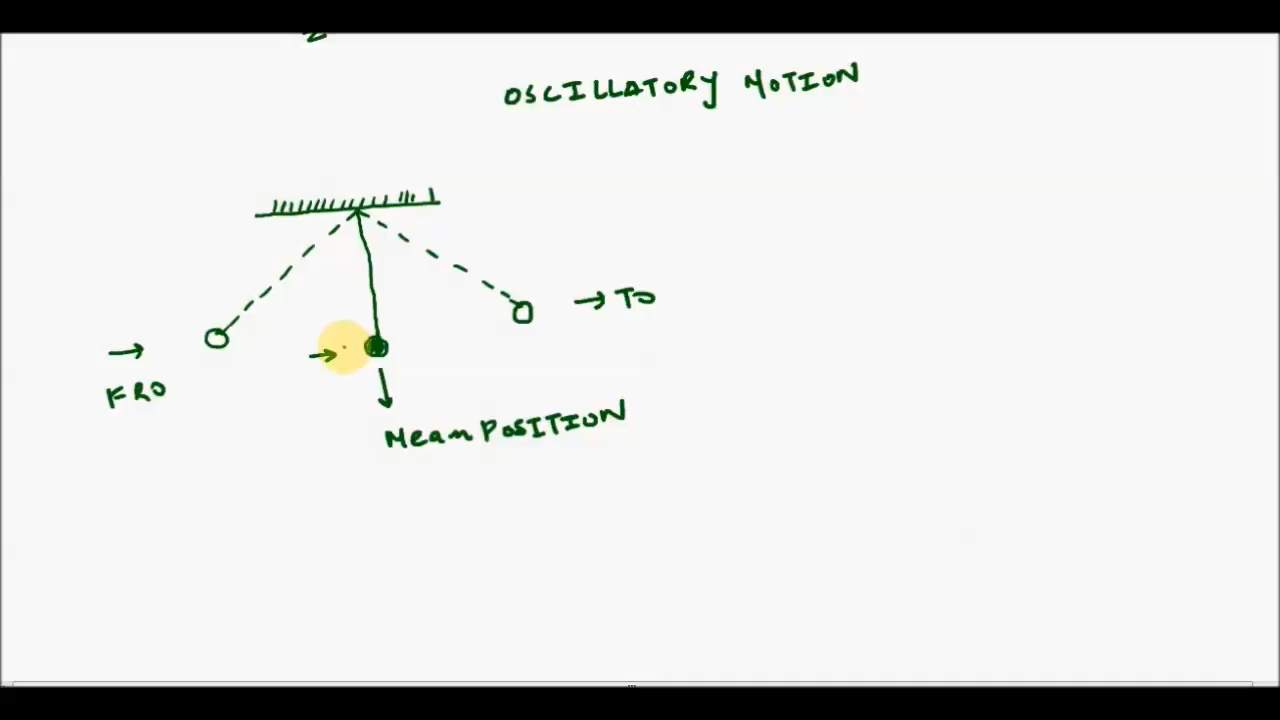 OSCILLATORY MOTION
→ TO
→
FRO
Mean POSITION